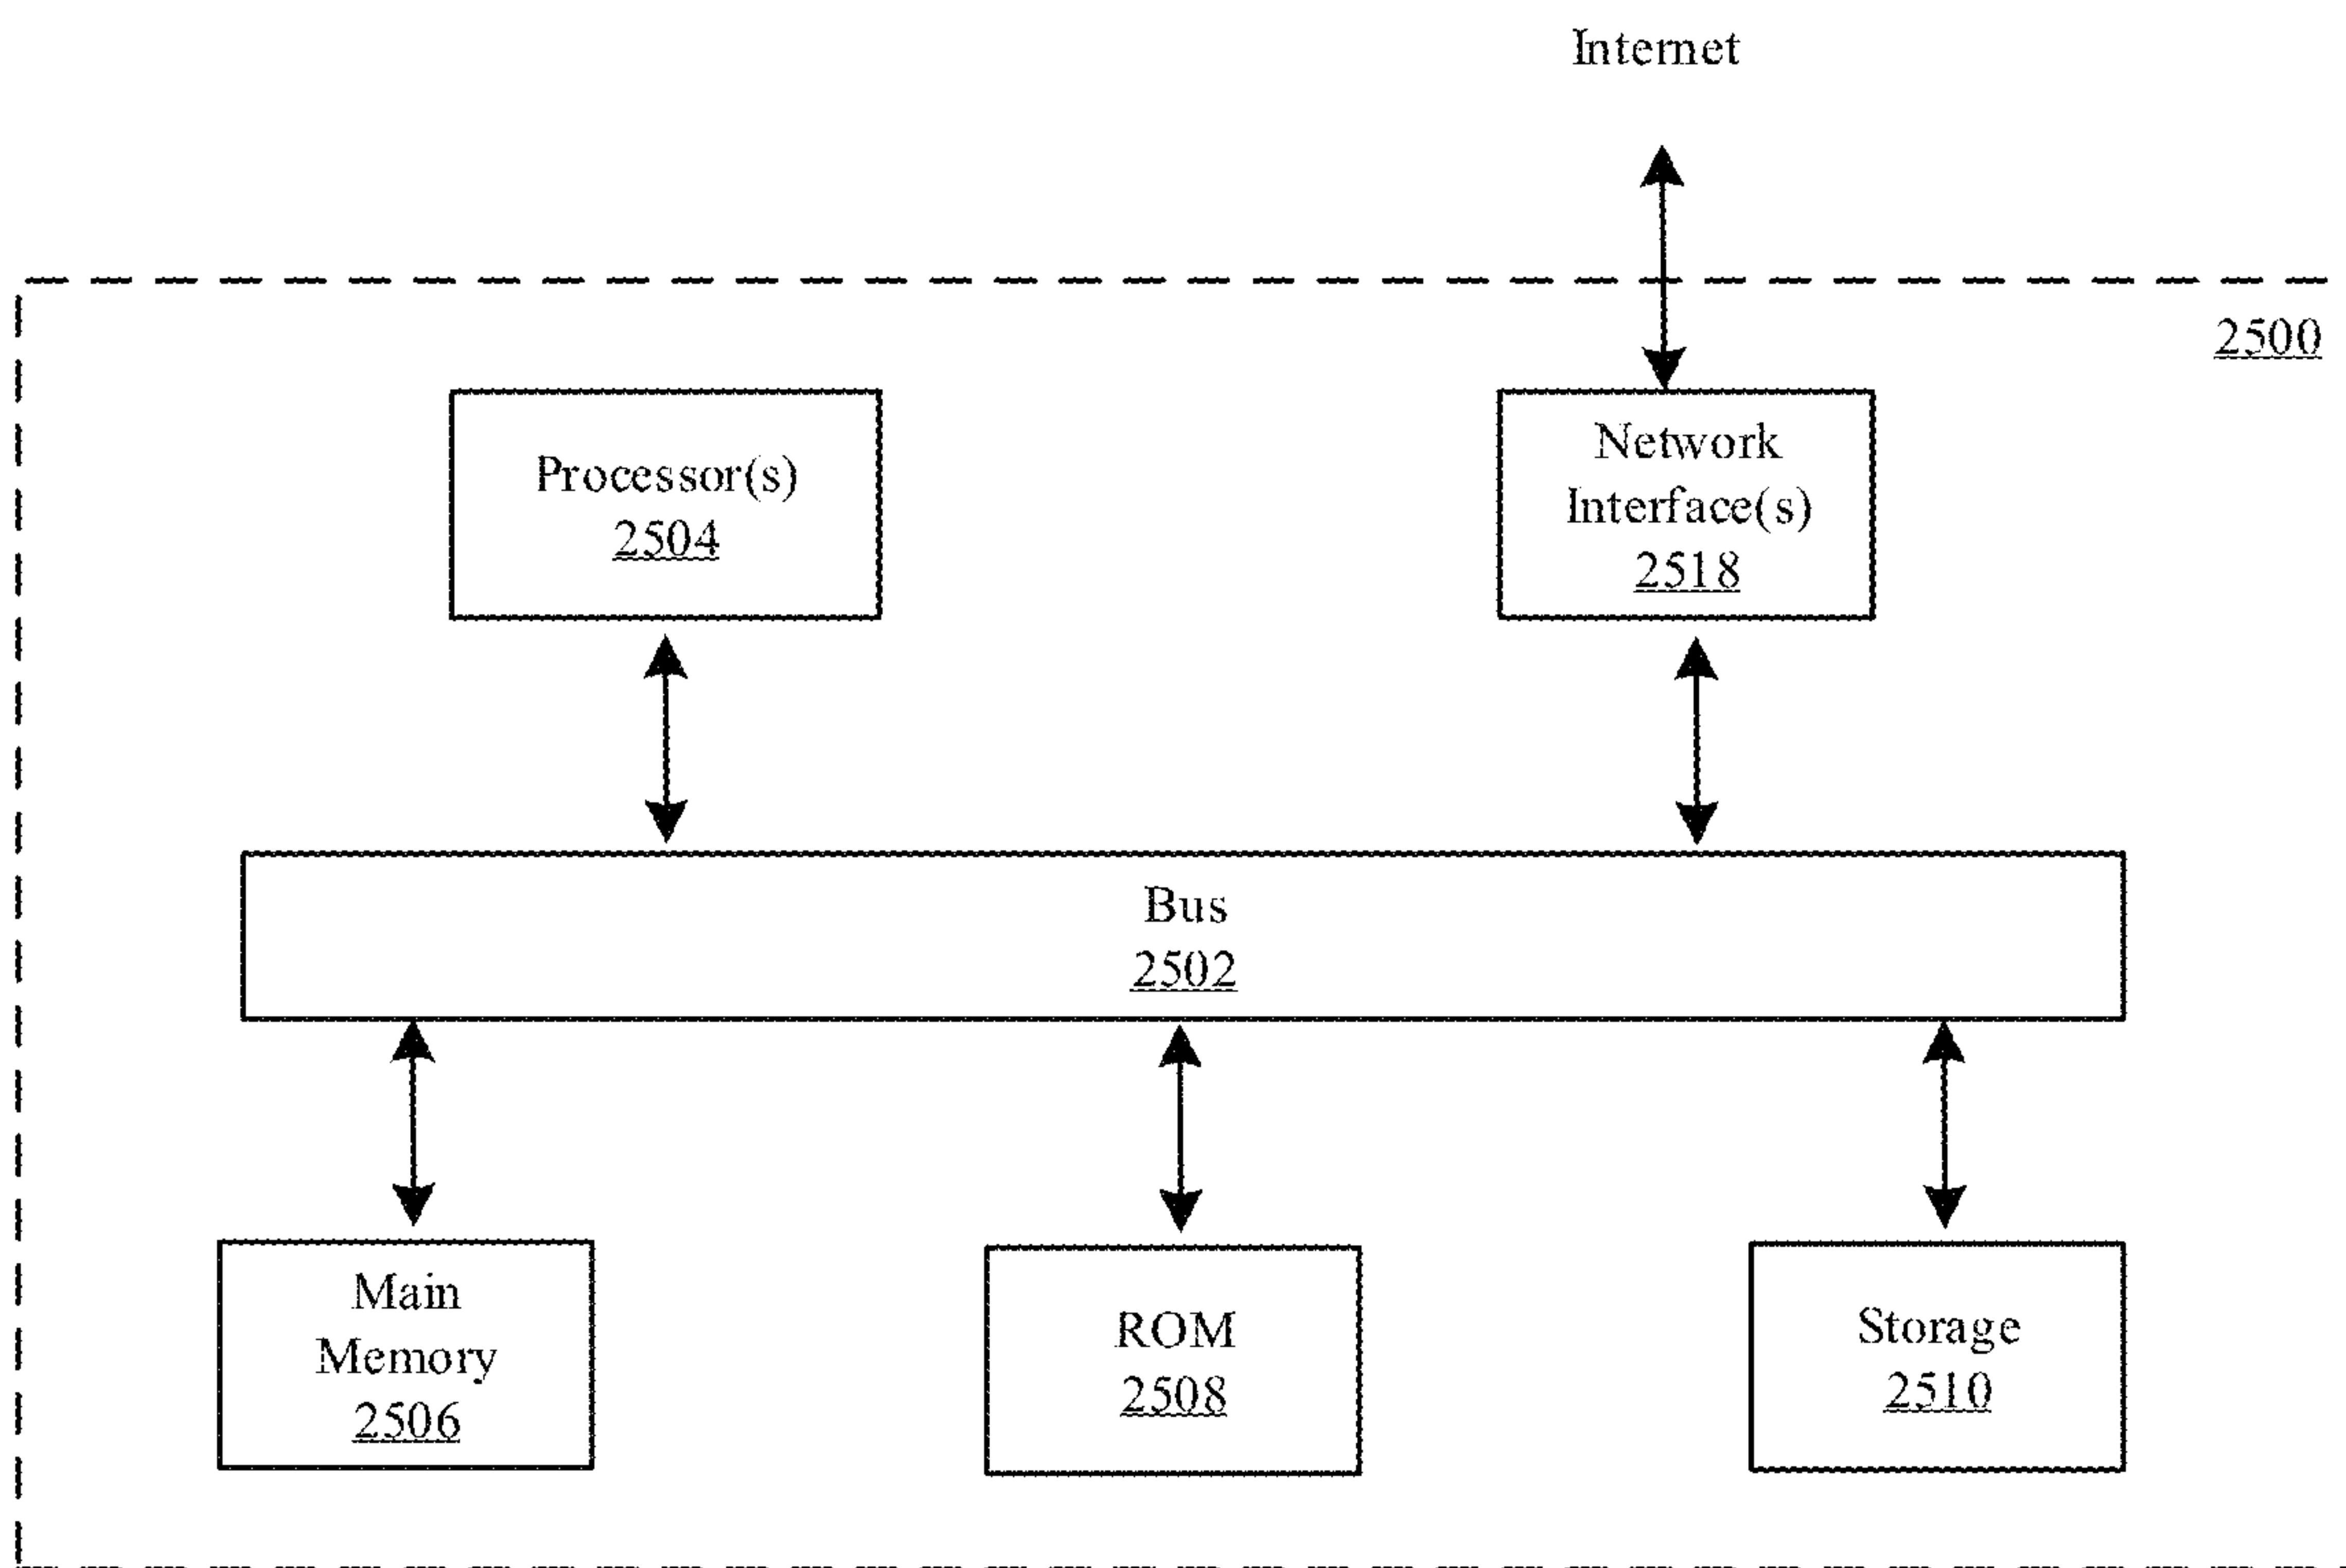 Internet
2500
Processor(s)
2504
Network
Interface(s)
2518
Bus
2502
Main
Memory
2506
ROM
2508
Storage
2510